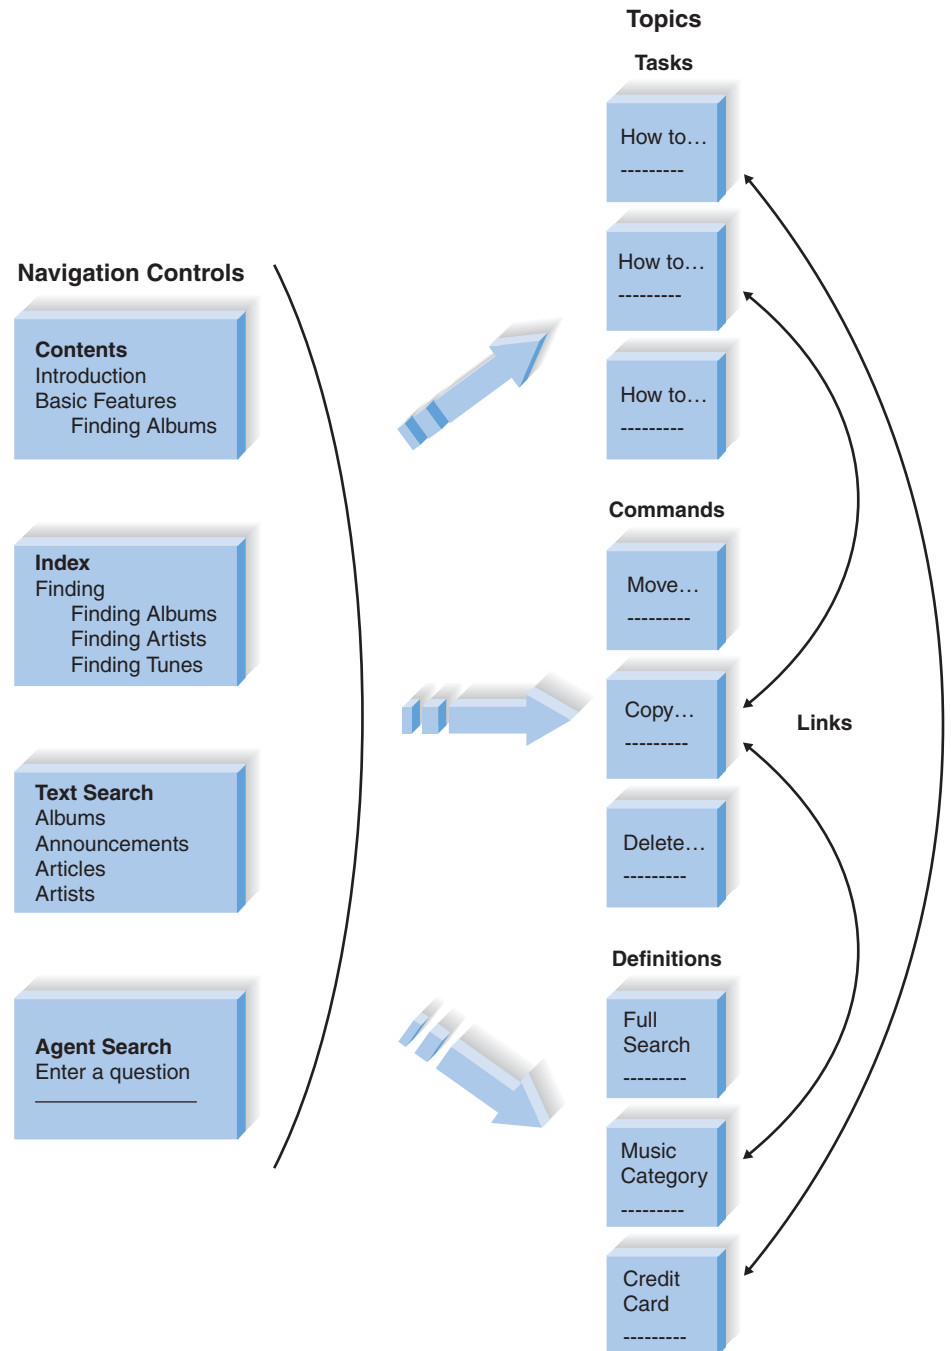 Topics
Tasks
How to…
---------
How to…
---------
How to…
---------
Navigation Controls
Contents
Introduction
Basic Features
Finding Albums
Index
Finding
Finding Albums
Finding Artists
Finding Tunes
Text Search
Albums
Announcements
Articles
Artists
Agent Search
Enter a question
Commands
Move…
---------
Copy…
---------
Delete…
---------
Links
Definitions
Full
Search
---------
Music
Category
---------
Credit
Card
---------